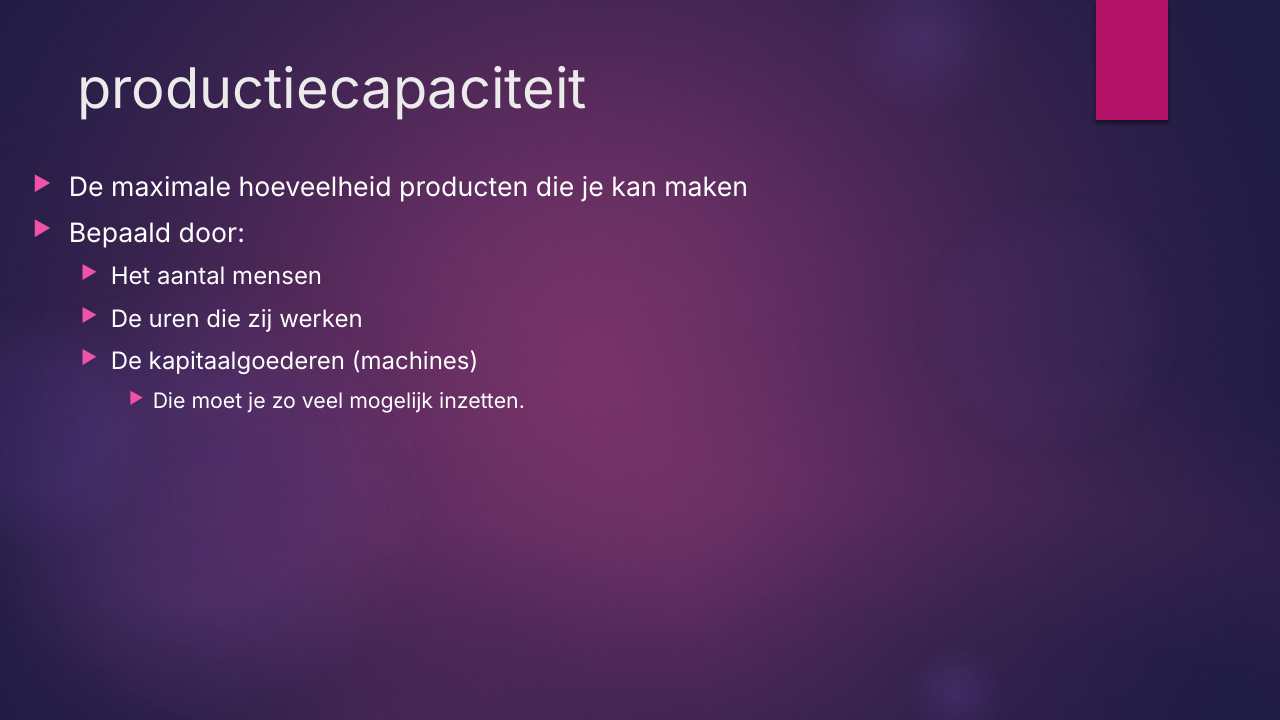 productiecapaciteit
De maximale hoeveelheid producten die je kan maken
Bepaald door:
Het aantal mensen
De uren die zij werken
De kapitaalgoederen (machines)
Die moet je zo veel mogelijk inzetten.